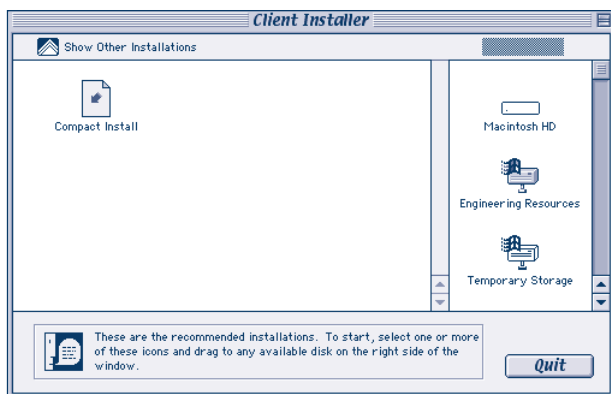 Client Installer
Show Other Installations
Compact Install
Macintosh HD
Engineering Resources
Temporary Storage
These are the recommended installations. To start, select one or more
of these icons and drag to any available disk on the right side of the
window.
Quit